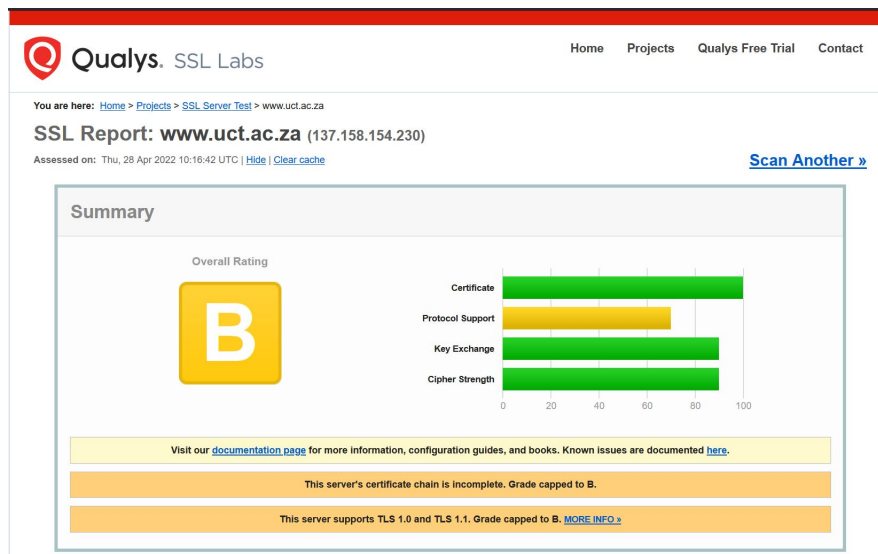 Qualys. SSL Labs
Home Projects Qualys Free Trial Contact
You are here: Home > Projects > SSL Server Test > www.uct.ac.za
SSL Report: www.uct.ac.za (137.158.154.230)
Assessed on: Thu, 28 Apr 2022 10:16:42 UTC | Hide | Clear cache
Scan Another »
Summary
Overall Rating
B
Certificate
Protocol Support
Key Exchange
Cipher Strength
0 20 40 60 80 100
Visit our documentation page for more information, configuration guides, and books. Known issues are documented here.
This server's certificate chain is incomplete. Grade capped to B.
This server supports TLS 1.0 and TLS 1.1. Grade capped to B. MORE INFO »